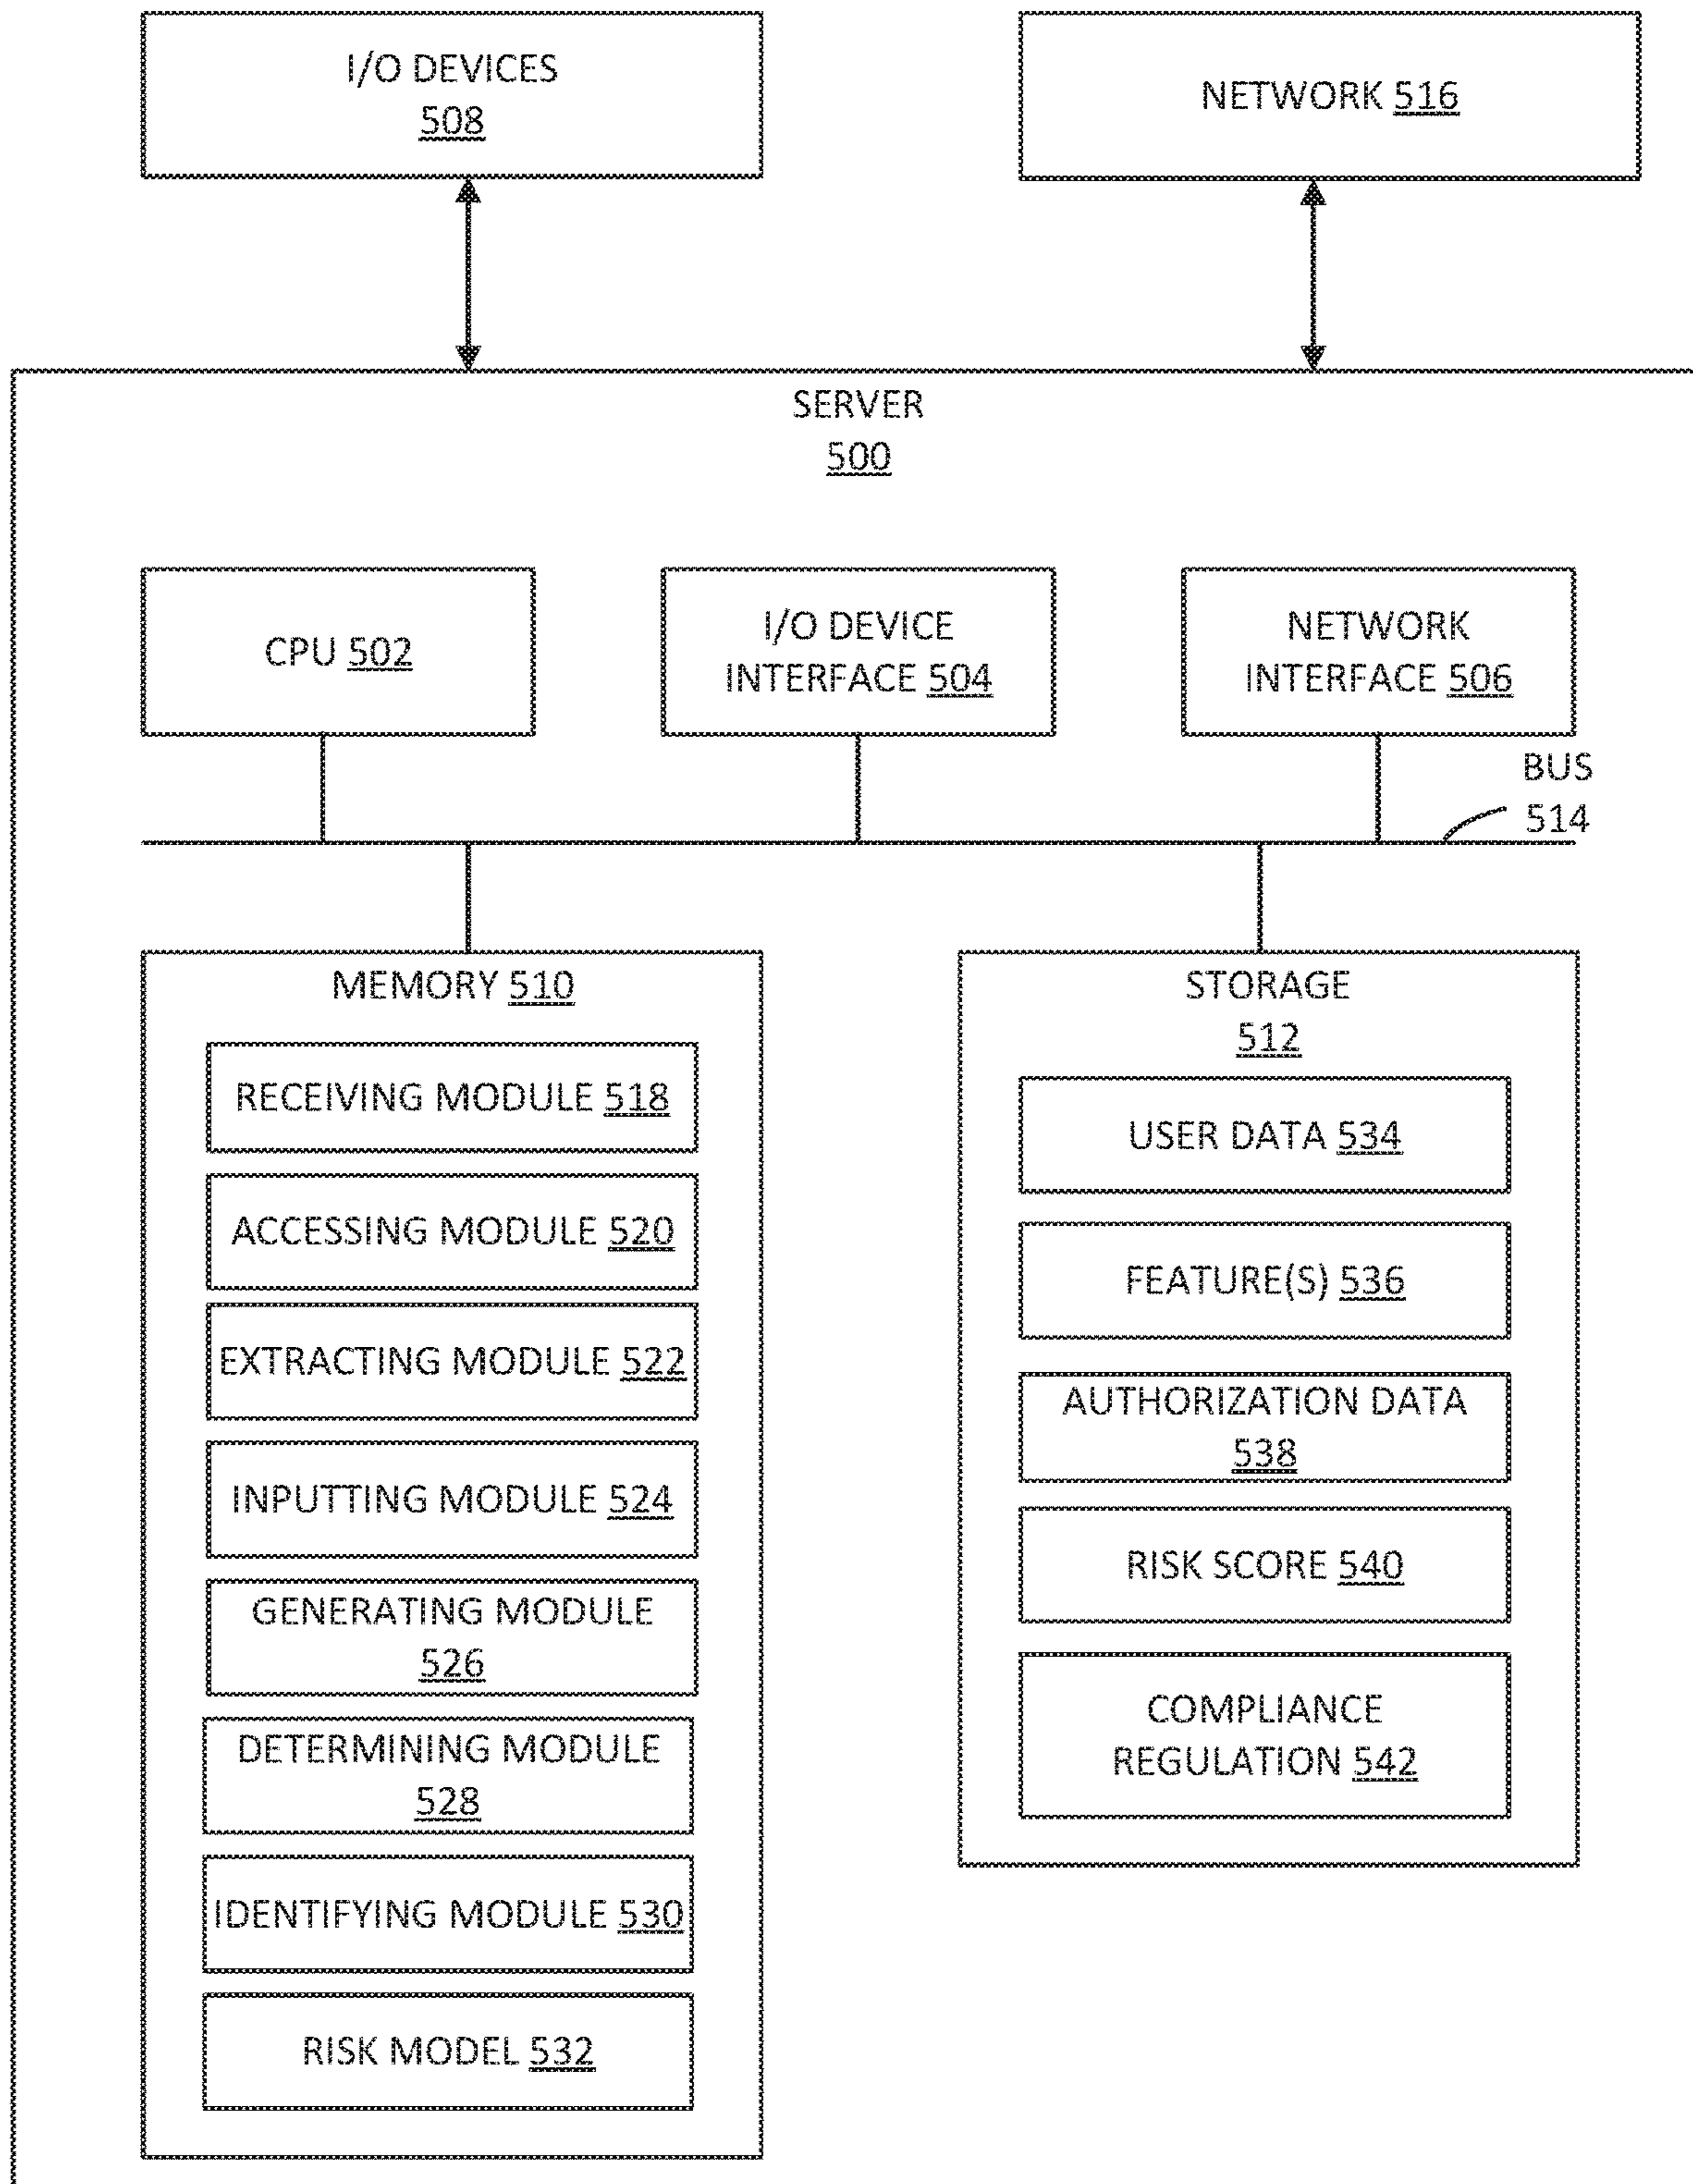 I/O DEVICES
508
NETWORK 516
SERVER
500
CPU 502
I/O DEVICE
INTERFACE 504
NETWORK
INTERFACE 506
BUS
514
MEMORY 510
RECEIVING MODULE 518
ACCESSING MODULE 520
EXTRACTING MODULE 522
INPUTTING MODULE 524
GENERATING MODULE
526
DETERMINING MODULE
528
IDENTIFYING MODULE 530
RISK MODEL 532
STORAGE
512
USER DATA 534
FEATURE(S) 536
AUTHORIZATION DATA
538
RISK SCORE 540
COMPLIANCE
REGULATION 542